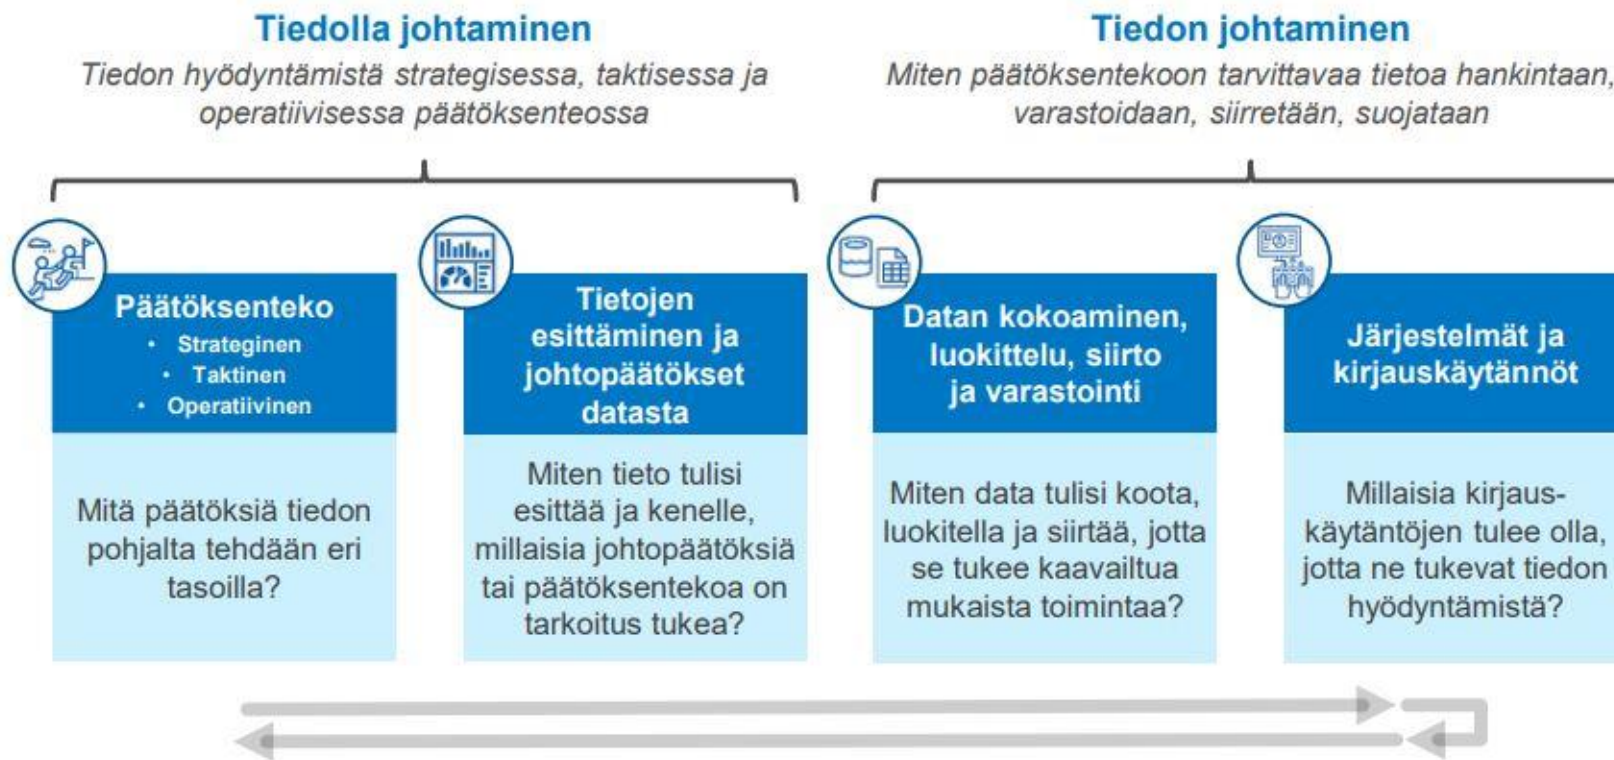 Tiedolla johtaminen
Tiedon hyödyntämistä strategisessa, taktisessa ja
operatiivisessa päätöksenteossa
Tiedon johtaminen
Miten päätöksentekoon tarvittavaa tietoa hankintaan,
varastoidaan, siirretään, suojataan
Päätöksenteko
• Strateginen
• Taktinen
• Operatiivinen
Mitä päätöksiä tiedon
pohjalta tehdään eri
tasoilla?
Tietojen
esittäminen ja
johtopäätökset
datasta
Miten tieto tulisi
esittää ja kenelle,
millaisia johtopäätöksiä
tai päätöksentekoa on
tarkoitus tukea?
Datan kokoaminen,
luokittelu, siirto
ja varastointi
Miten data tulisi koota,
luokitella ja siirtää, jotta
se tukee kaavailtua
mukaista toimintaa?
Järjestelmät ja
kirjauskäytännöt
Millaisia kirjaus-
käytäntöjen tulee olla,
jotta ne tukevat tiedon
hyödyntämistä?